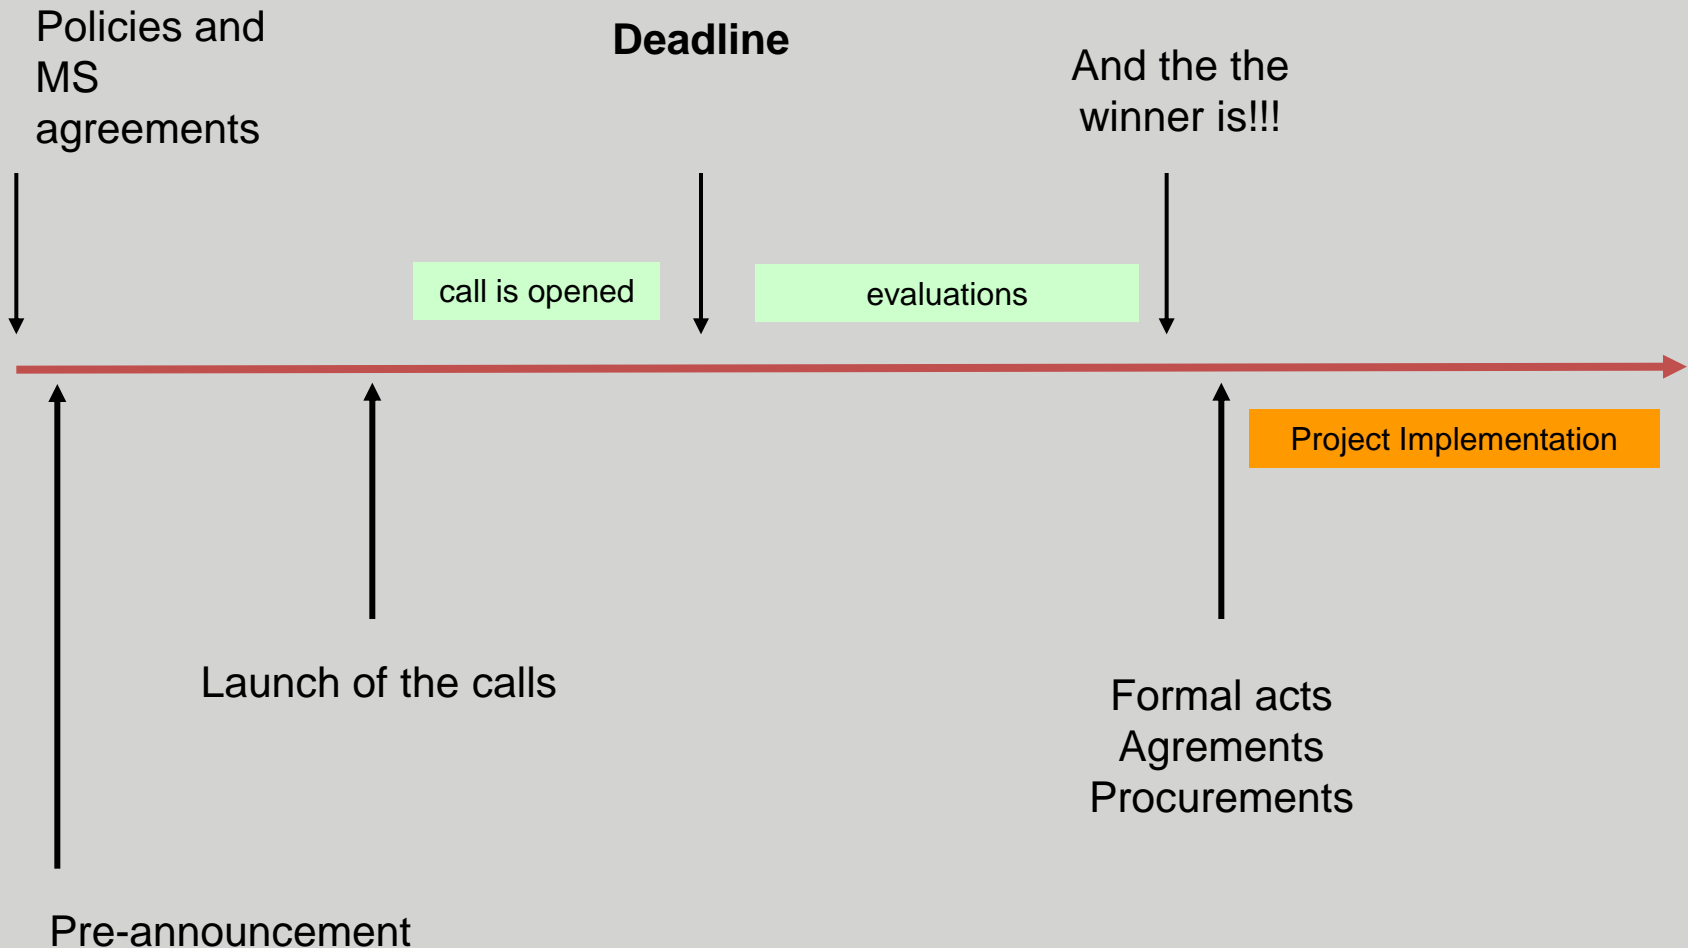 Policies and
MS
agreements
Deadline
And the the
winner is!!!
call is opened
evaluations
Project Implementation
Launch of the calls
Formal acts
Agrements
Procurements
Pre-announcement